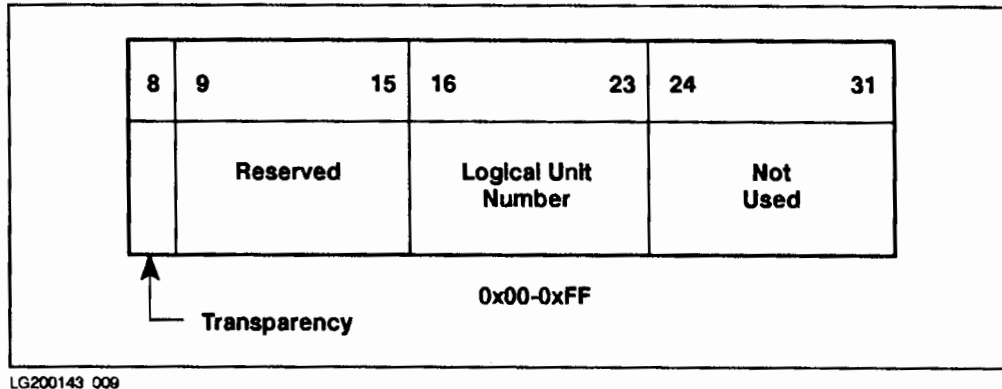 8 9 15 16 23 24 31
Reserved Logical Unit Not
Number Used
0x00-0xFF
Transparency
LG200143 009